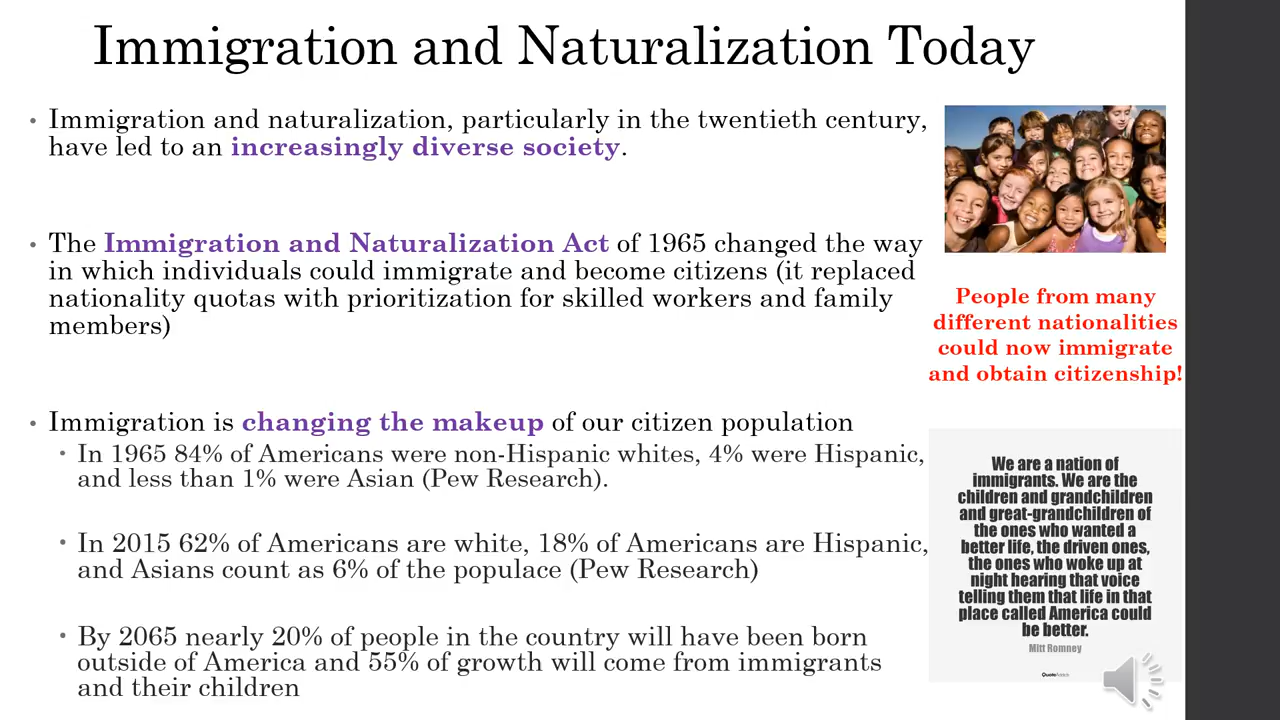 Immigration and Naturalization Today
Immigration and naturalization, particularly in the twentieth century,
have led to an increasingly diverse society.
The Immigration and Naturalization Act of 1965 changed the way
in which individuals could immigrate and become citizens (it replaced
nationality quotas with prioritization for skilled workers and family
members)
Immigration is changing the makeup of our citizen population
In 1965 84% of Americans were non-Hispanic whites, 4% were Hispanic,
and less than 1% were Asian (Pew Research).
In 2015 62% of Americans are white, 18% of Americans are Hispanic,
and Asians count as 6% of the populace (Pew Research)
By 2065 nearly 20% of people in the country will have been born
outside of America and 55% of growth will come from immigrants
and their children
People from many
different nationalities
could now immigrate
and obtain citizenship!
We are a nation of
immigrants. We are the
children and grandchildren
and great-grandchildren of
the ones who wanted a
better life, the driven ones,
the ones who woke up at
night hearing that voice
telling them that life in that
place called America could
be better.
Mitt Romney